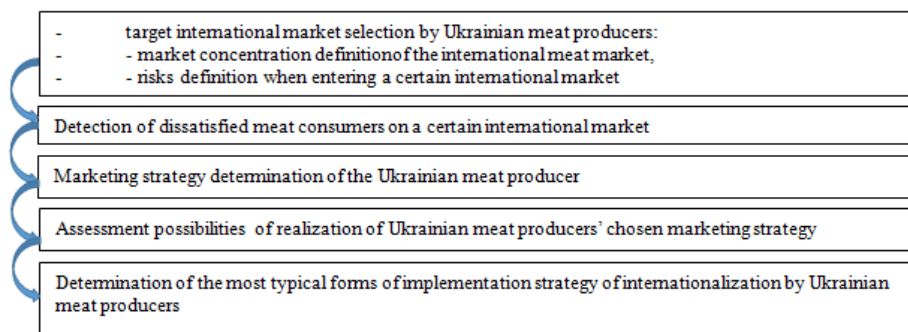 - target international market selection by Ukrainian meat producers:
- - market concentration definitionof the international meat market,
- - risks definition when entering a certain international market
Detection of dissatisfied meat consumers on a certain international market
Marketing strategy determination of the Ukrainian meat producer
Assessment possibilities of realization of Ukrainian meat producers' chosen marketing strategy
Determination of the most typical forms of implementation strategy of internationalization by Ukrainian
meat producers